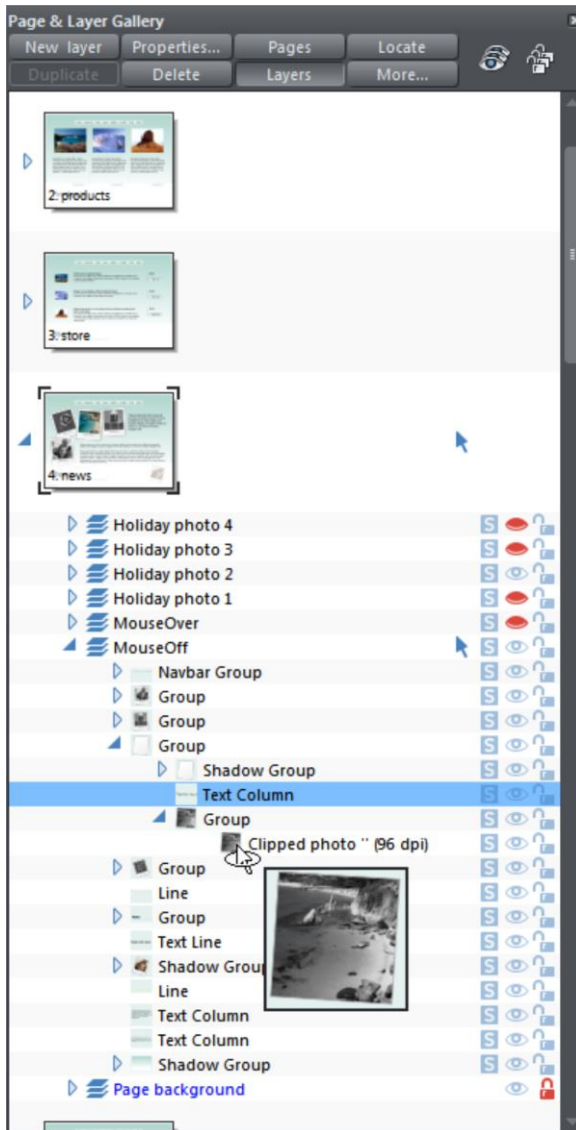 Page & Layer Gallery
New layer Properties... Pages Locate
Duplicate Delete Layers More...
2: products
3: store
4: news
Holiday photo 4 S
Holiday photo 3 S
Holiday photo 2 S
Holiday photo 1 S
MouseOver S
MouseOff S
Navbar Group S
Group S
Group S
Group S
Shadow Group S
Text Column S
Group S
Clipped photo '' (96 dpi) S
Group S
Line S
Group S
Text Line S
Shadow Group S
Line S
Text Column S
Text Column S
Shadow Group S
Page background